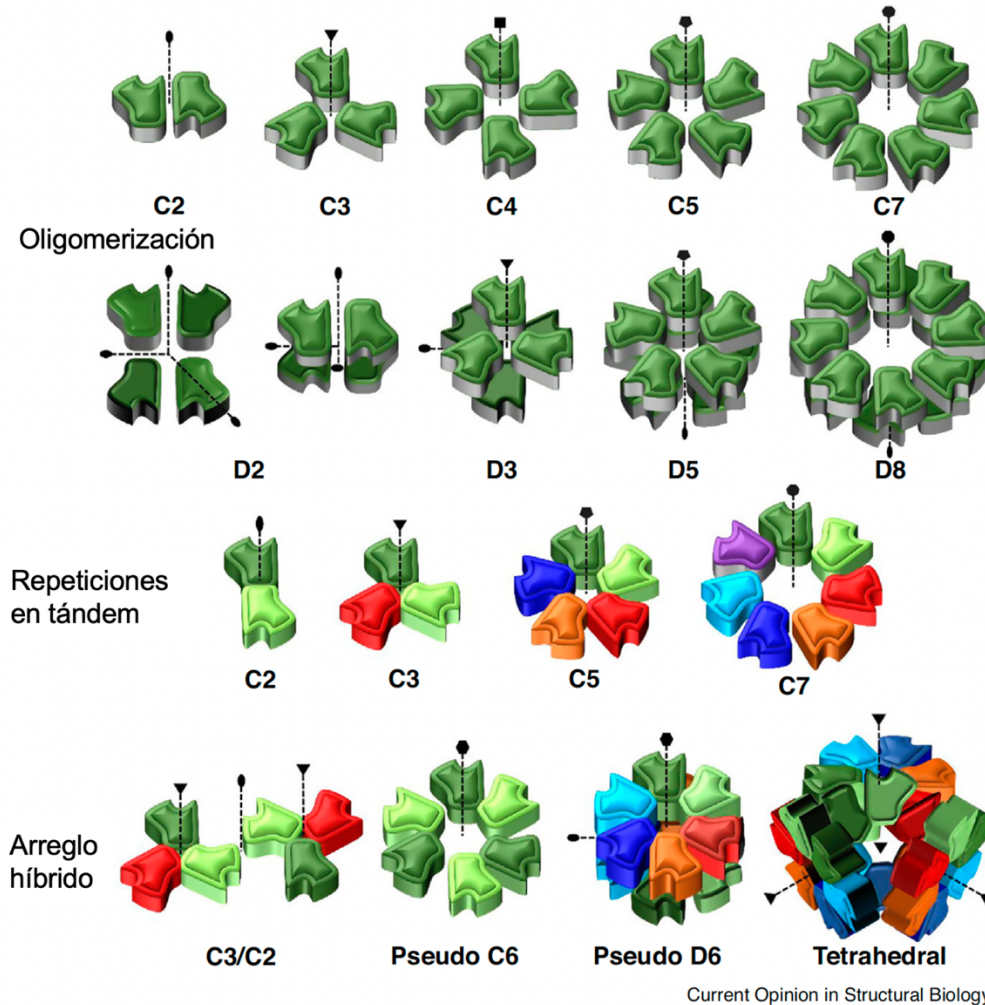 C2 C3 C4 C5 C7
Oligomerización
D2 D3 D5 D8
Repeticiones
en tándem
C2 C3 C5 C7
Arreglo
híbrido
C3/C2 Pseudo C6 Pseudo D6 Tetrahedral
Current Opinion in Structural Biology